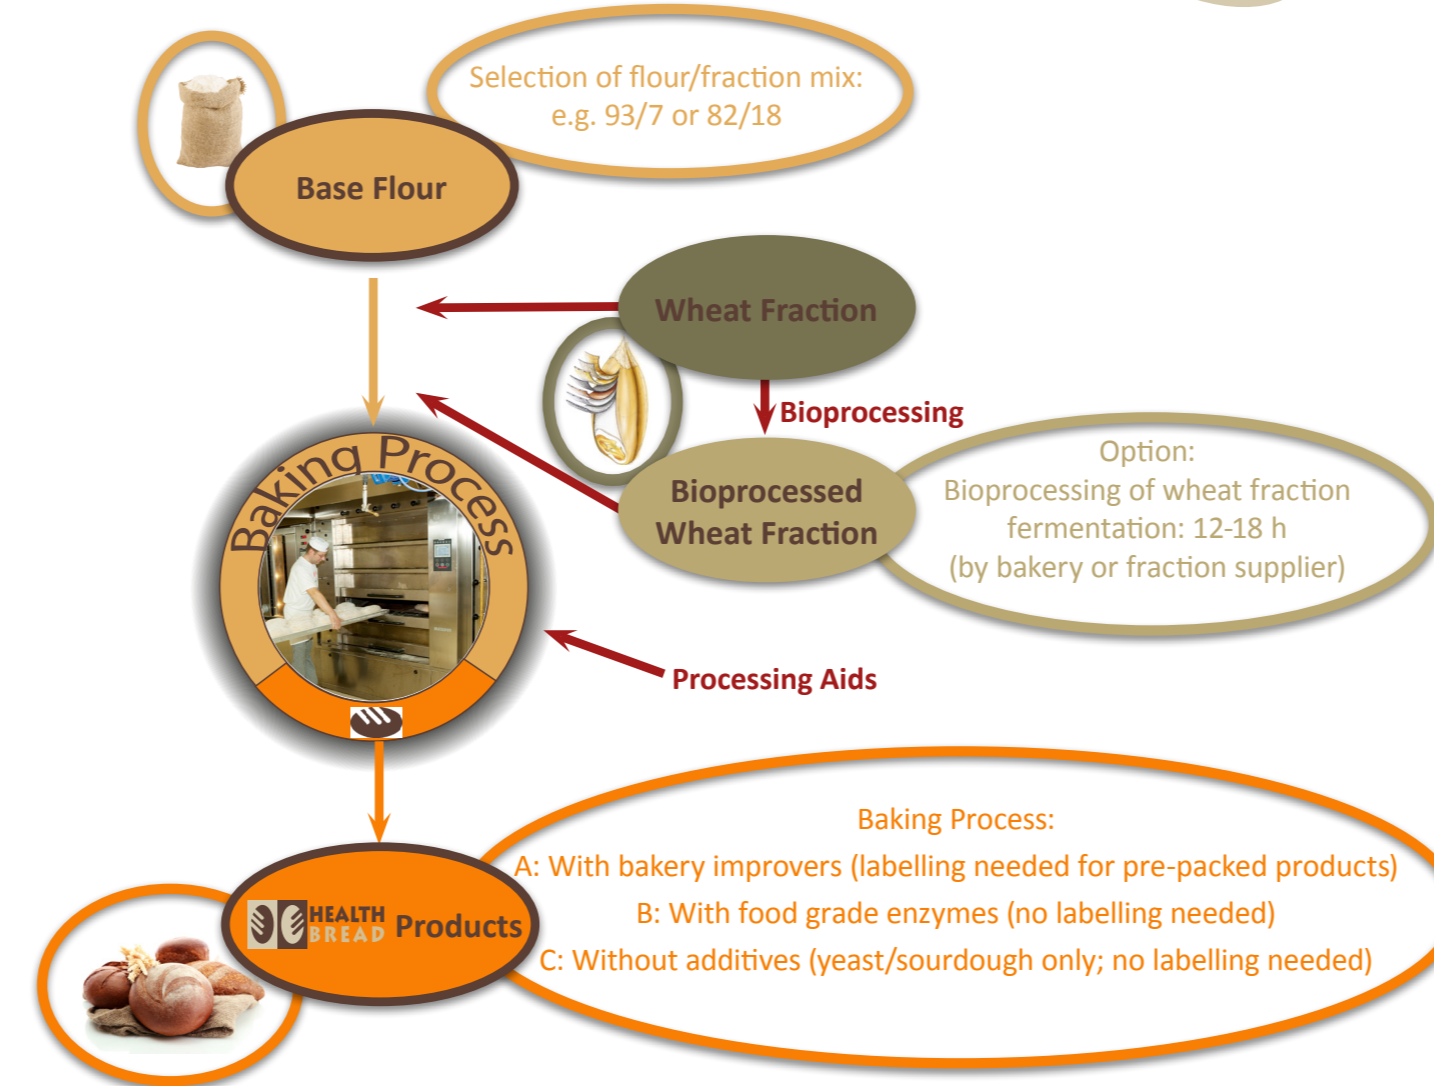 Selection of flour/fraction mix:
e.g. 93/7 or 82/18
Base Flour
Wheat Fraction
Bioprocessing
Bioprocessed
Wheat Fraction
Option:
Bioprocessing of wheat fraction
fermentation: 12-18 h
(by bakery or fraction supplier)
Baking Process
Processing Aids
Baking Process:
A: With bakery improvers (labelling needed for pre-packed products)
B: With food grade enzymes (no labelling needed)
C: Without additives (yeast/sourdough only; no labelling needed)
HEALTH
BREAD
Products